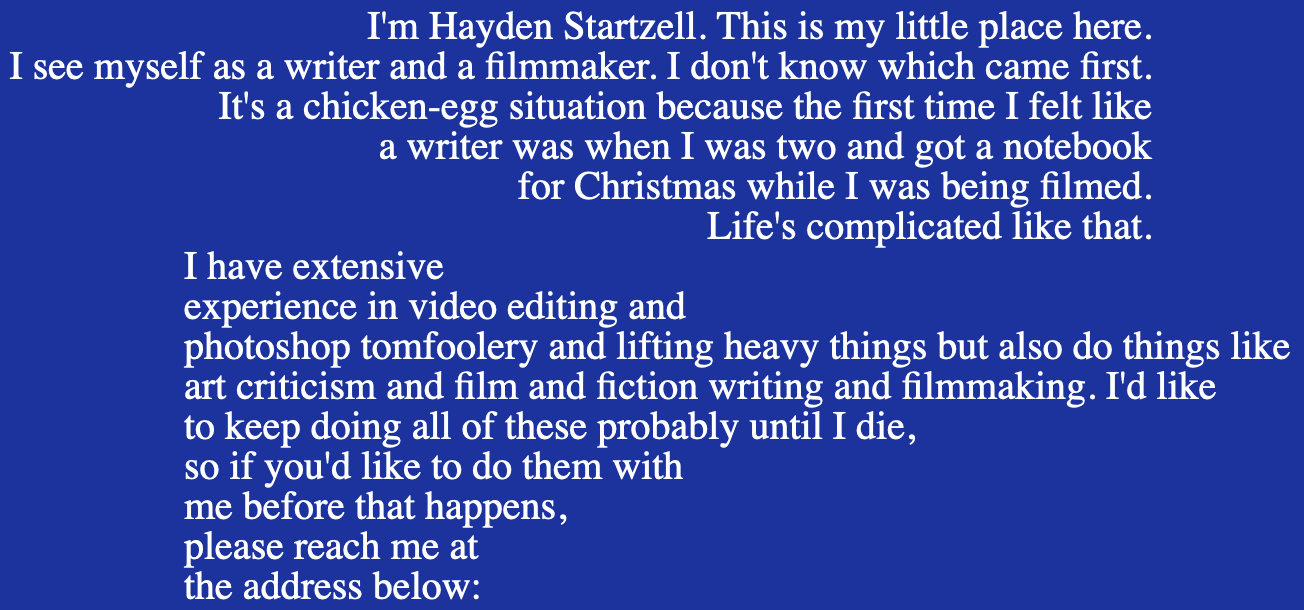 I'm Hayden Startzell. This is my little place here.
I see myself as a writer and a filmmaker. I don't know which came first.
It's a chicken-egg situation because the first time I felt like
a writer was when I was two and got a notebook
for Christmas while I was being filmed.
Life's complicated like that.
I have extensive
experience in video editing and
photoshop tomfoolery and lifting heavy things but also do things like
art criticism and film and fiction writing and filmmaking. I'd like
to keep doing all of these probably until I die,
so if you'd like to do them with
me before that happens,
please reach me at
the address below: